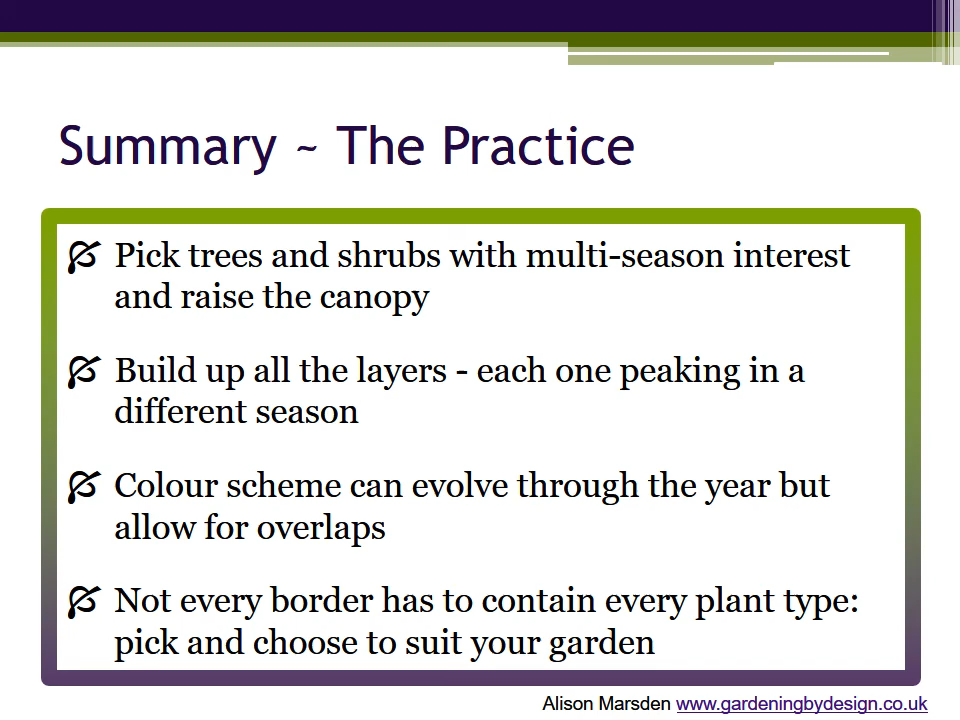 Summary ~ The Practice
Pick trees and shrubs with multi-season interest
and raise the canopy
Build up all the layers - each one peaking in a
different season
Colour scheme can evolve through the year but
allow for overlaps
Not every border has to contain every plant type:
pick and choose to suit your garden
Alison Marsden www.gardeningbydesign.co.uk